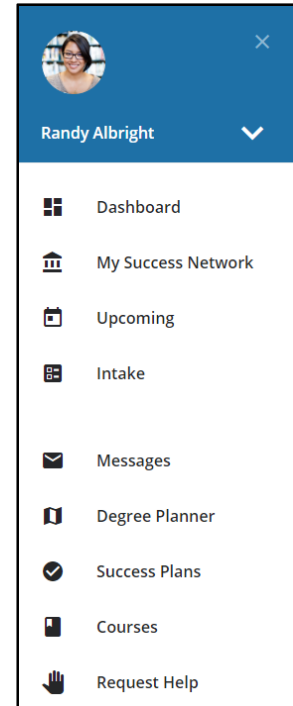 Randy Albright
Dashboard
My Success Network
Upcoming
Intake
Messages
Degree Planner
Success Plans
Courses
Request Help